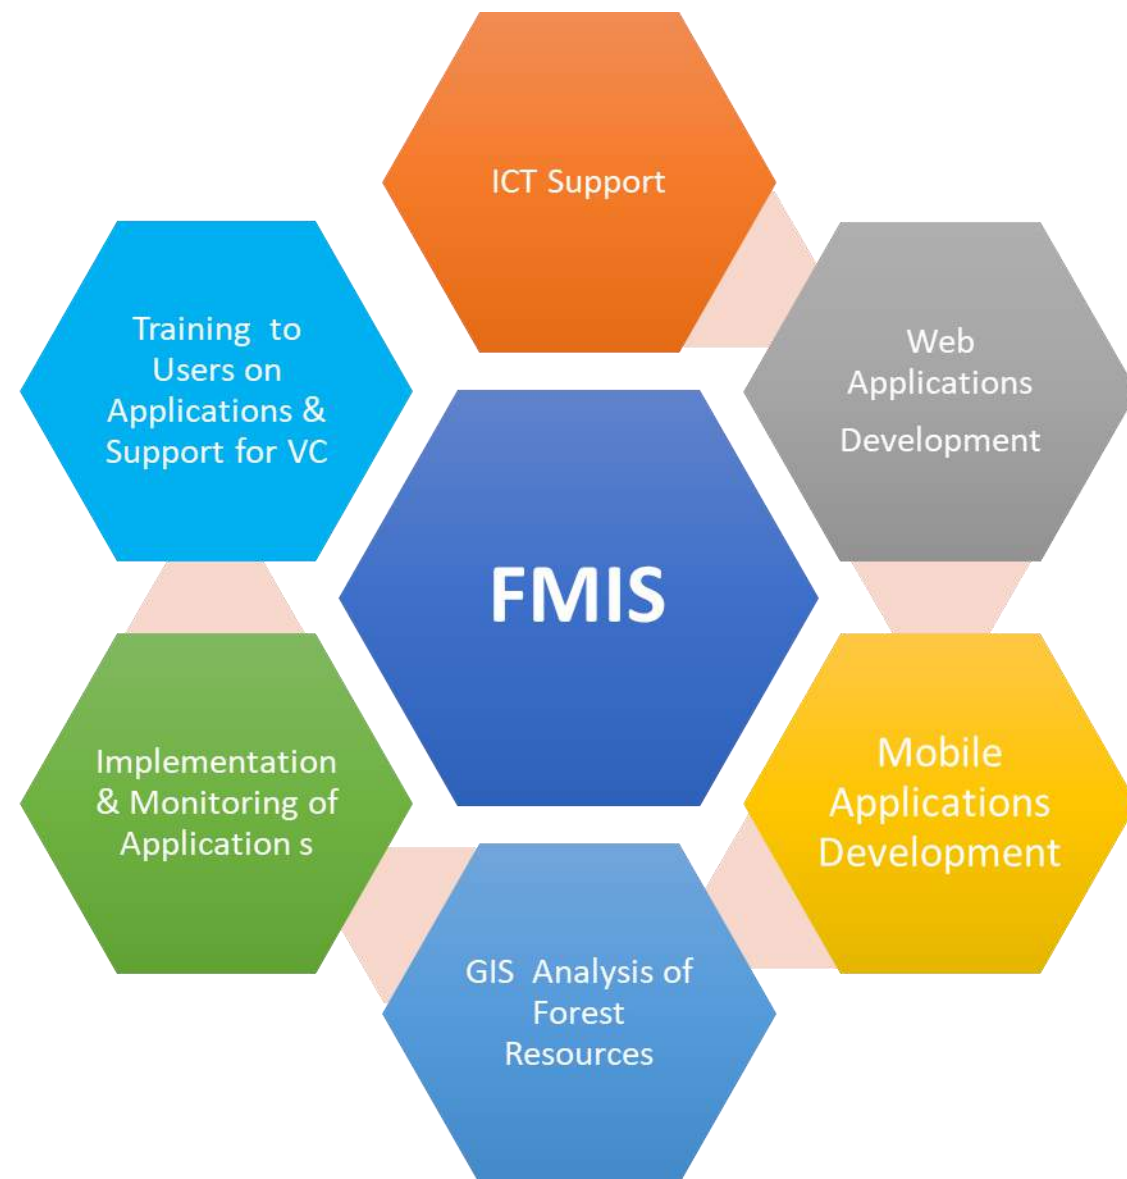 ICT Support
Web
Applications
Development
Mobile
Applications
Development
GIS  Analysis of
Forest
Resources
Implementation
& Monitoring of
Application s
Training  to
Users on
Applications &
Support for VC
FMIS